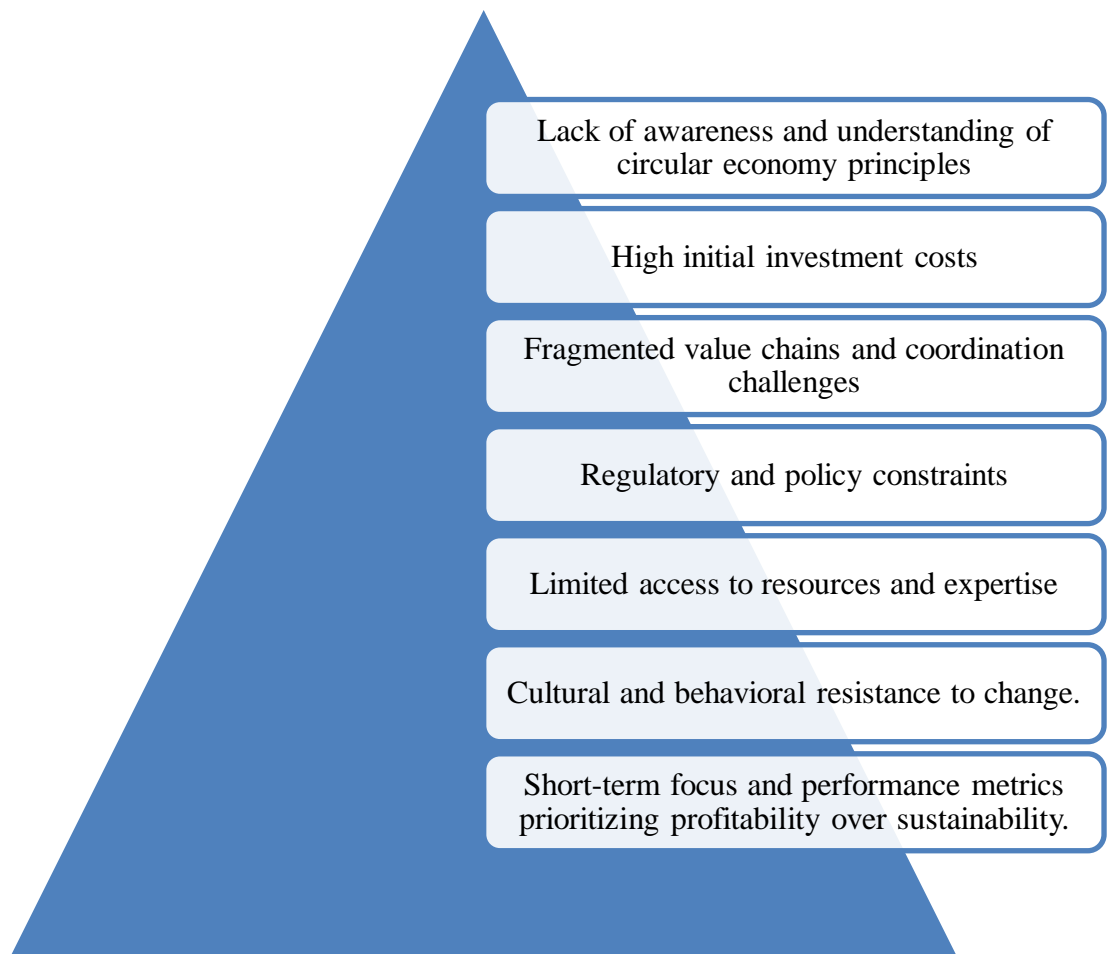 Lack of awareness and understanding of
circular economy principles
High initial investment costs
Fragmented value chains and coordination
challenges
Regulatory and policy constraints
Limited access to resources and expertise
Cultural and behavioral resistance to change.
Short-term focus and performance metrics
prioritizing profitability over sustainability.